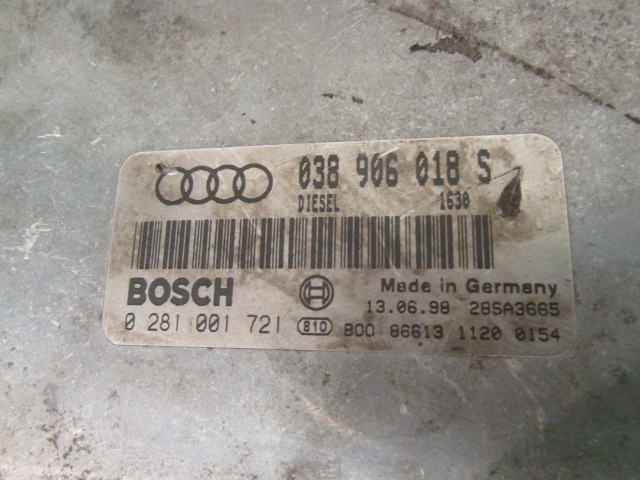 038 906 018 S
DIESEL 1630
BOSCH Made in Germany
13.06.98 28SA3665
0 281 001 721 810 B00 86613 1120 0154